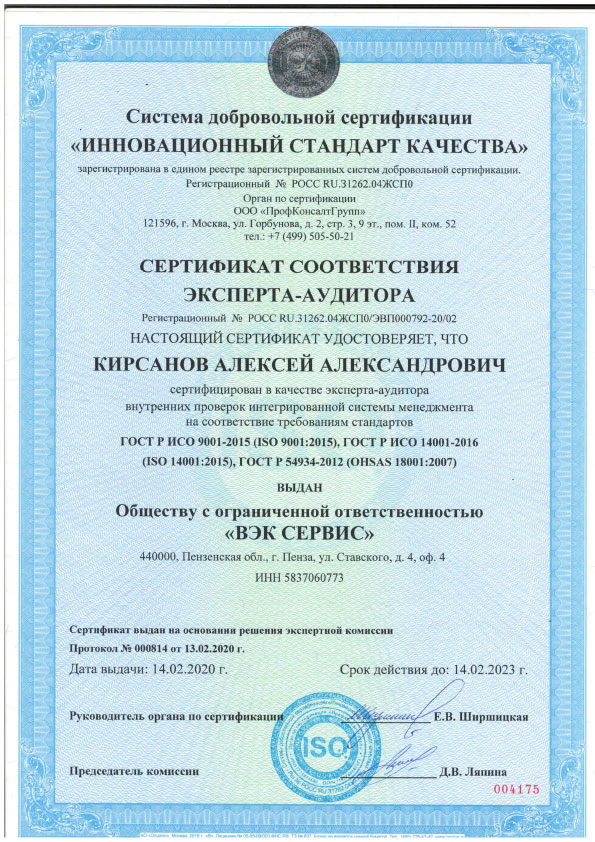 Система добровольной сертификации
«ИННОВАЦИОННЫЙ СТАНДАРТ КАЧЕСТВА»
зарегистрирована в едином реестре зарегистрированных систем добровольной сертификации.
Регистрационный № РОСС RU.31262.04ЖСП0
Орган по сертификации
ООО «ПрофКонсалтГрупп»
121596, г. Москва, ул. Горбунова, д. 2, стр. 3, 9 эт., пом. II, ком. 52
тел.: +7 (499) 505-50-21
СЕРТИФИКАТ СООТВЕТСТВИЯ
ЭКСПЕРТА-АУДИТОРА
Регистрационный № РОСС RU.31262.04ЖСП0/ЭВП000792-20/02
НАСТОЯЩИЙ СЕРТИФИКАТ УДОСТОВЕРЯЕТ, ЧТО
КИРСАНОВ АЛЕКСЕЙ АЛЕКСАНДРОВИЧ
сертифицирован в качестве эксперта-аудитора
внутренних проверок интегрированной системы менеджмента
на соответствие требованиям стандартов
ГОСТ Р ИСО 9001-2015 (ISO 9001:2015), ГОСТ Р ИСО 14001-2016
(ISO 14001:2015), ГОСТ Р 54934-2012 (OHSAS 18001:2007)
ВЫДАН
Обществу с ограниченной ответственностью
«ВЭК СЕРВИС»
440000, Пензенская обл., г. Пенза, ул. Ставского, д. 4, оф. 4
ИНН 5837060773
Сертификат выдан на основании решения экспертной комиссии
Протокол № 000814 от 13.02.2020 г.
Дата выдачи: 14.02.2020 г. Срок действия до: 14.02.2023 г.
Руководитель органа по сертификации Е.В. Ширшицкая
ISO
Председатель комиссии Д.В. Ляпина
004175